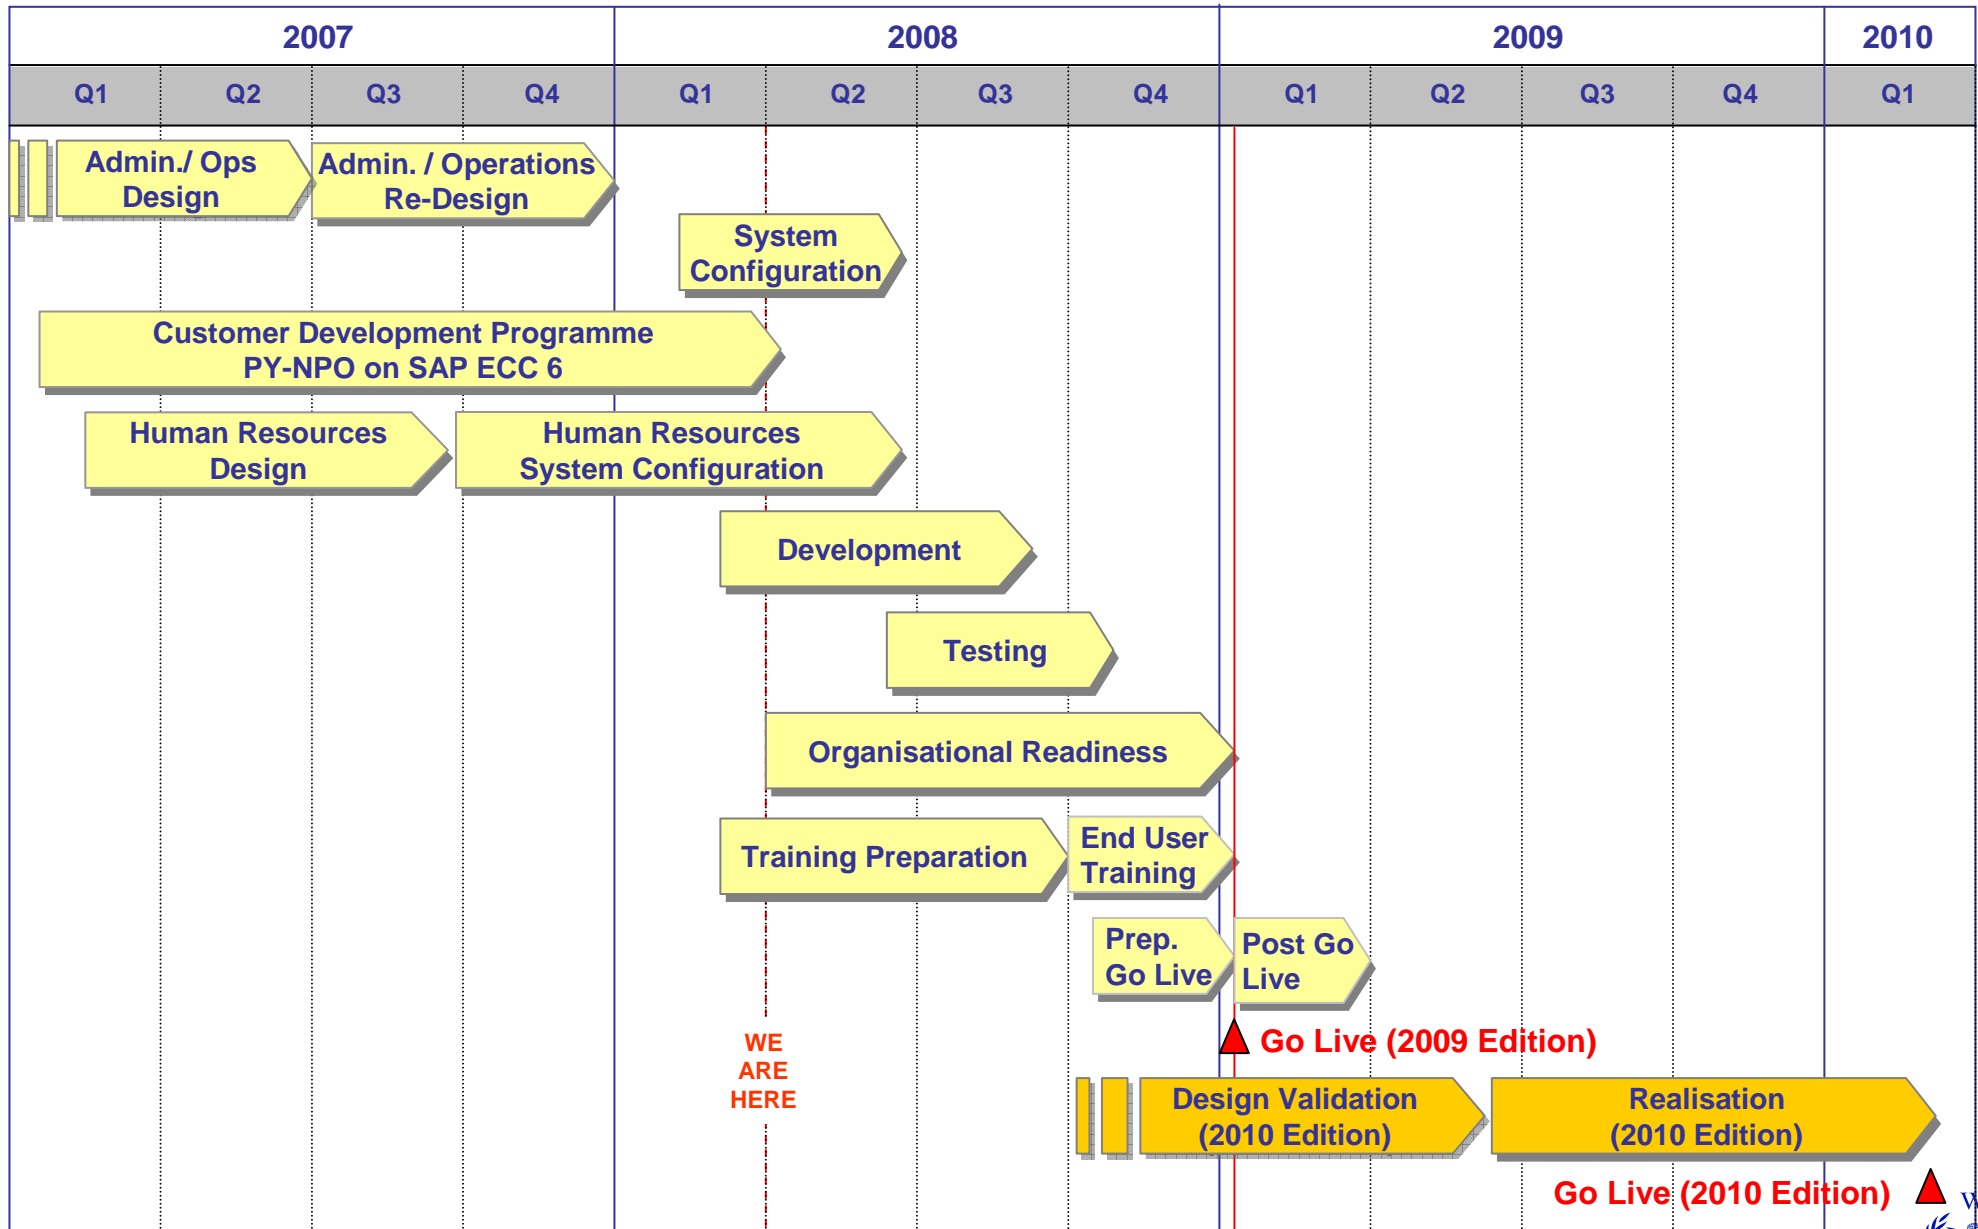 2007 2008 2009 2010
Q1 Q2 Q3 Q4 Q1 Q2 Q3 Q4 Q1 Q2 Q3 Q4 Q1
Admin./ Ops
Design
Admin. / Operations
Re-Design
System
Configuration
Customer Development Programme
PY-NPO on SAP ECC 6
Human Resources
Design
Human Resources
System Configuration
Development
Testing
Organisational Readiness
Training Preparation
End User
Training
Prep.
Go Live
Post Go
Live
WE
ARE
HERE
Go Live (2009 Edition)
Design Validation
(2010 Edition)
Realisation
(2010 Edition)
Go Live (2010 Edition)